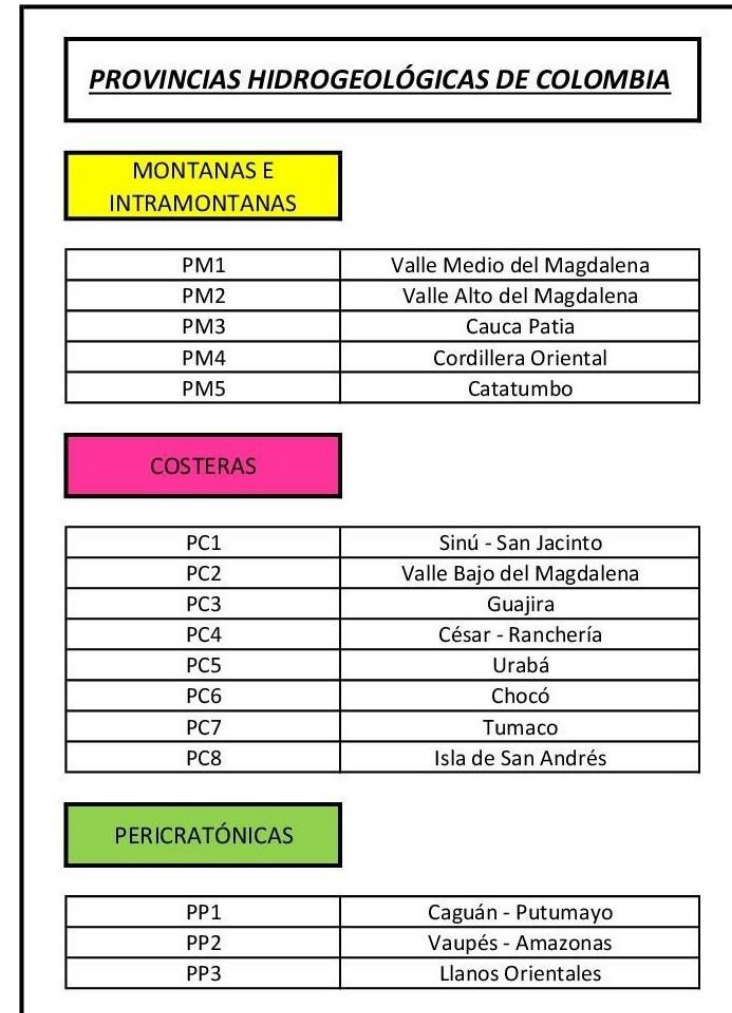 PROVINCIAS HIDROGEOLÓGICAS DE COLOMBIA
MONTANAS E
INTRAMONTANAS
PM1 Valle Medio del Magdalena
PM2 Valle Alto del Magdalena
PM3 Cauca Patia
PM4 Cordillera Oriental
PM5 Catatumbo
COSTERAS
PC1 Sinú - San Jacinto
PC2 Valle Bajo del Magdalena
PC3 Guajira
PC4 César - Ranchería
PC5 Urabá
PC6 Chocó
PC7 Tumaco
PC8 Isla de San Andrés
PERICRATÓNICAS
PP1 Caguán - Putumayo
PP2 Vaupés - Amazonas
PP3 Llanos Orientales